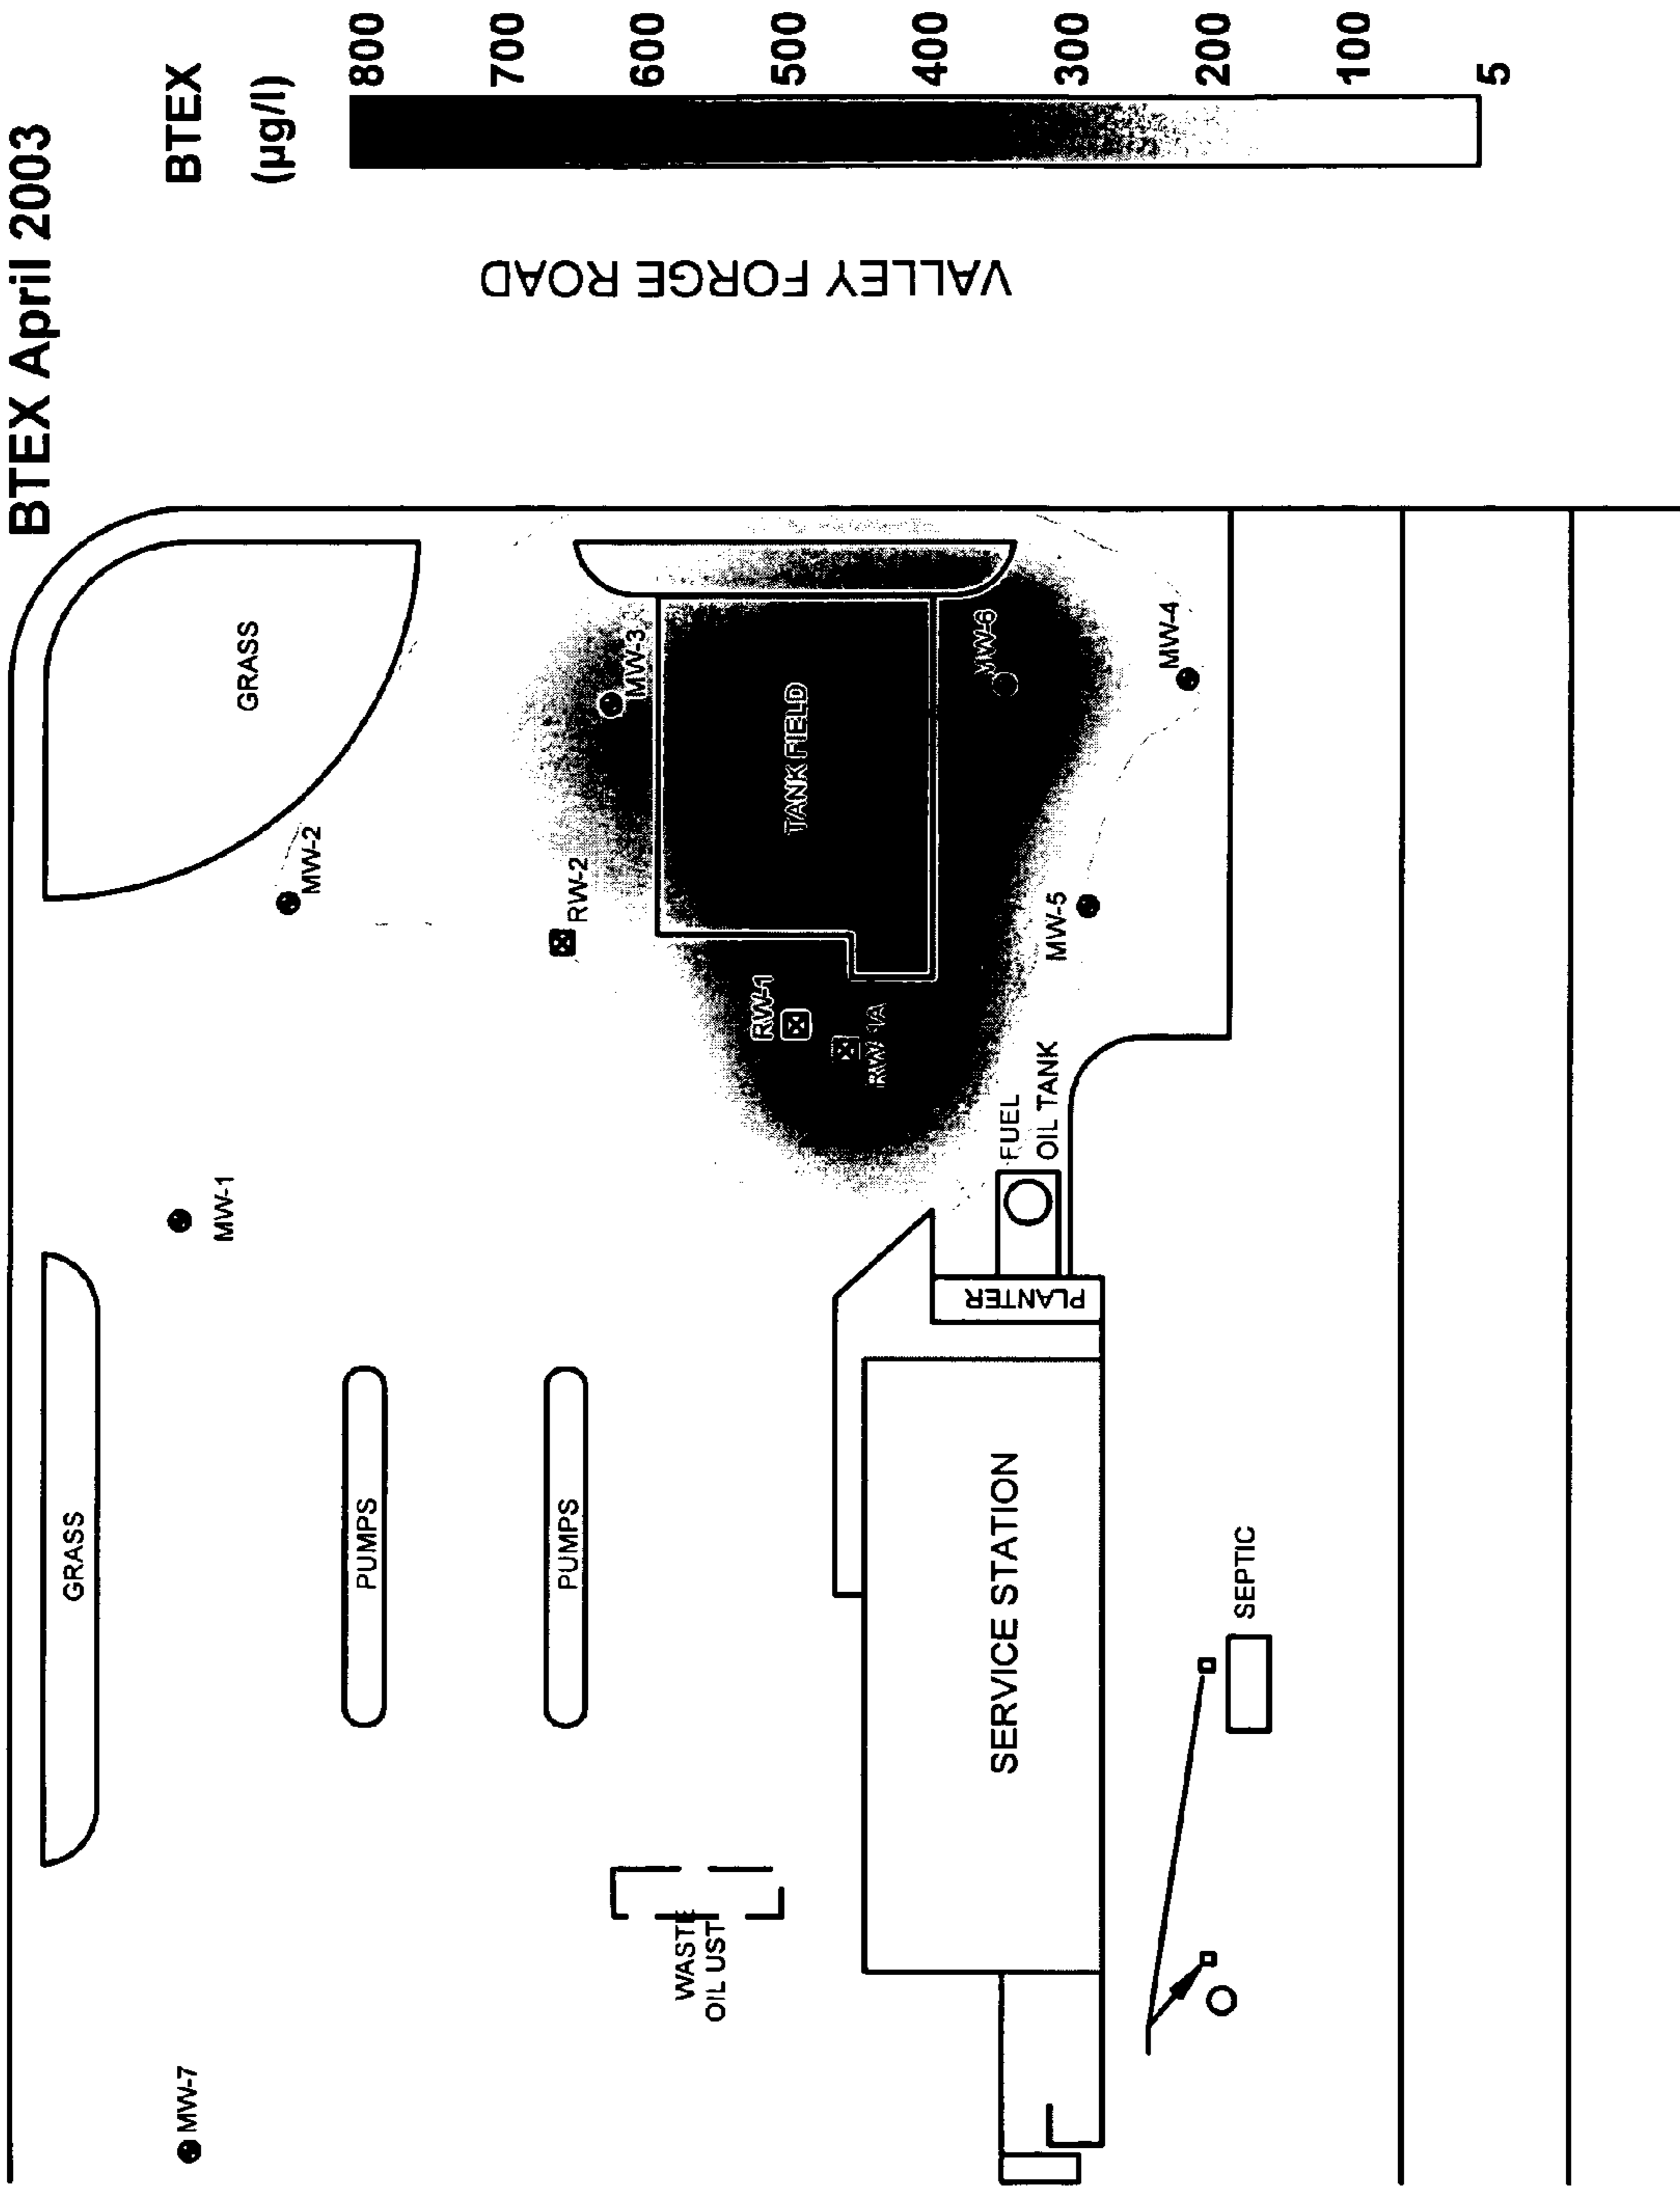 BTEX April 2003
BTEX
(µg/l)
800
700
600
500
400
300
200
100
5
VALLEY FORGE ROAD
GRASS
MW-2
MW-3
RW-2
TANK FIELD
MW-6
MW-4
MW-5
RW-1
RW-1A
FUEL
OIL TANK
MW-1
PLANTER
GRASS
PUMPS
PUMPS
SERVICE STATION
SEPTIC
WASTE
OIL UST
MW-7